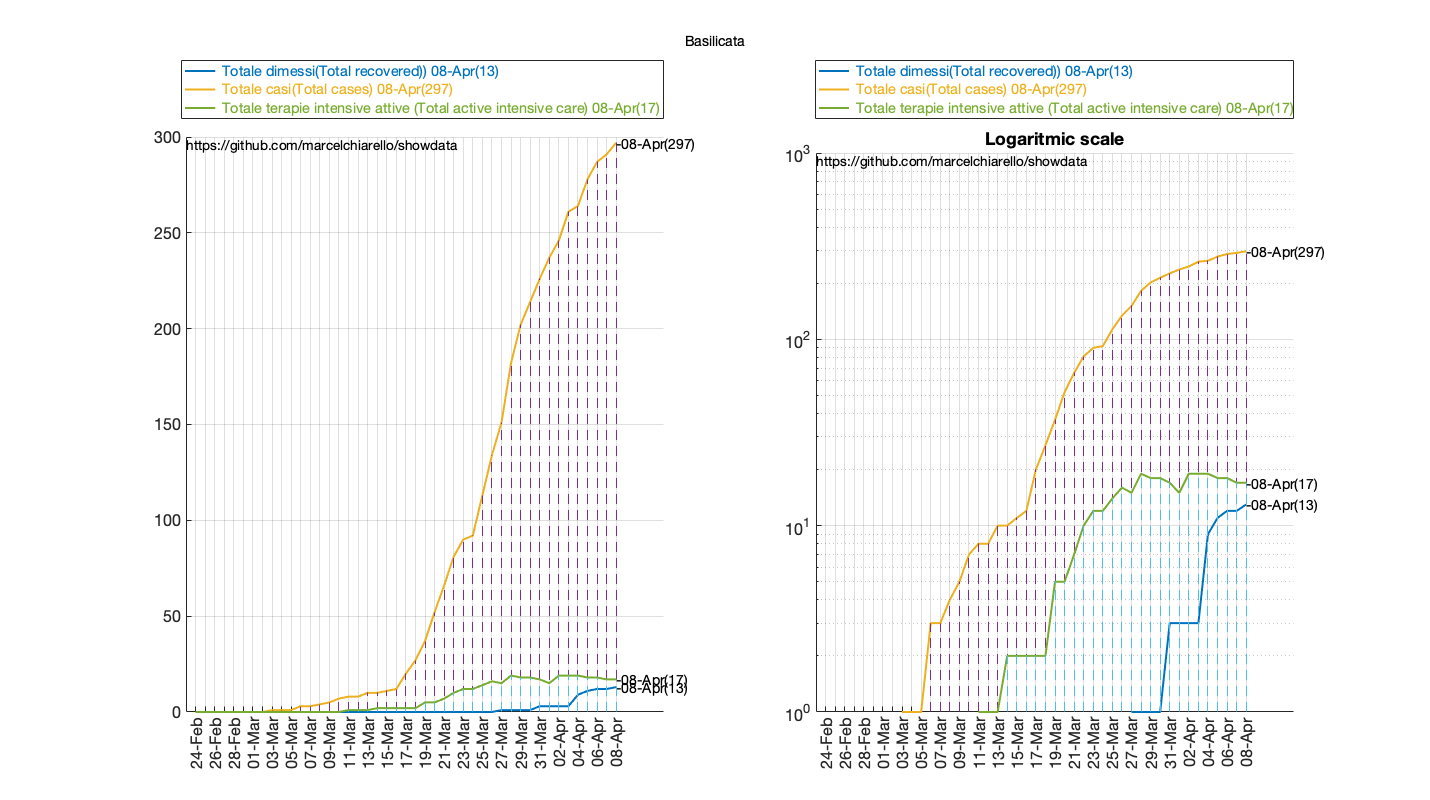 Basilicata
Totale dimessi(Total recovered)) 08-Apr(13)
Totale casi(Total cases) 08-Apr(297)
Totale terapie intensive attive (Total active intensive care) 08-Apr(17)
https://github.com/marcelchiarello/showdata
300
250
200
150
100
50
0
-08-Apr(297)
-08-Apr(17)
-08-Apr(13)
24-Feb
26-Feb
28-Feb
01-Mar
03-Mar
05-Mar
07-Mar
09-Mar
11-Mar
13-Mar
15-Mar
17-Mar
19-Mar
21-Mar
23-Mar
25-Mar
27-Mar
29-Mar
31-Mar
02-Apr
04-Apr
06-Apr
08-Apr
Totale dimessi(Total recovered)) 08-Apr(13)
Totale casi(Total cases) 08-Apr(297)
Totale terapie intensive attive (Total active intensive care) 08-Apr(17)
Logaritmic scale
https://github.com/marcelchiarello/showdata
10^3
10^2
10^1
10^0
-08-Apr(297)
-08-Apr(17)
-08-Apr(13)
24-Feb
26-Feb
28-Feb
01-Mar
03-Mar
05-Mar
07-Mar
09-Mar
11-Mar
13-Mar
15-Mar
17-Mar
19-Mar
21-Mar
23-Mar
25-Mar
27-Mar
29-Mar
31-Mar
02-Apr
04-Apr
06-Apr
08-Apr